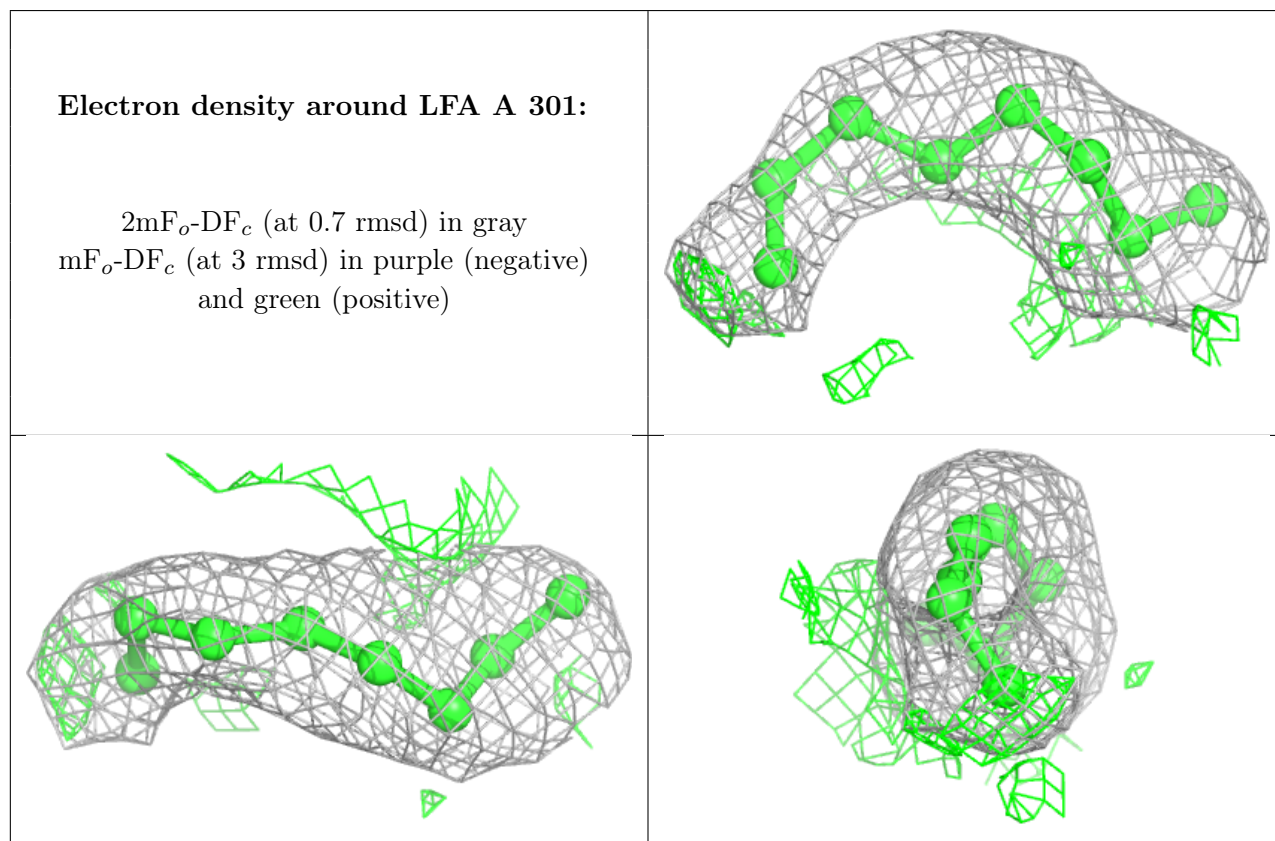 Electron density around LFA A 301:
2mFo-DFc (at 0.7 rmsd) in gray
mFo-DFc (at 3 rmsd) in purple (negative)
and green (positive)